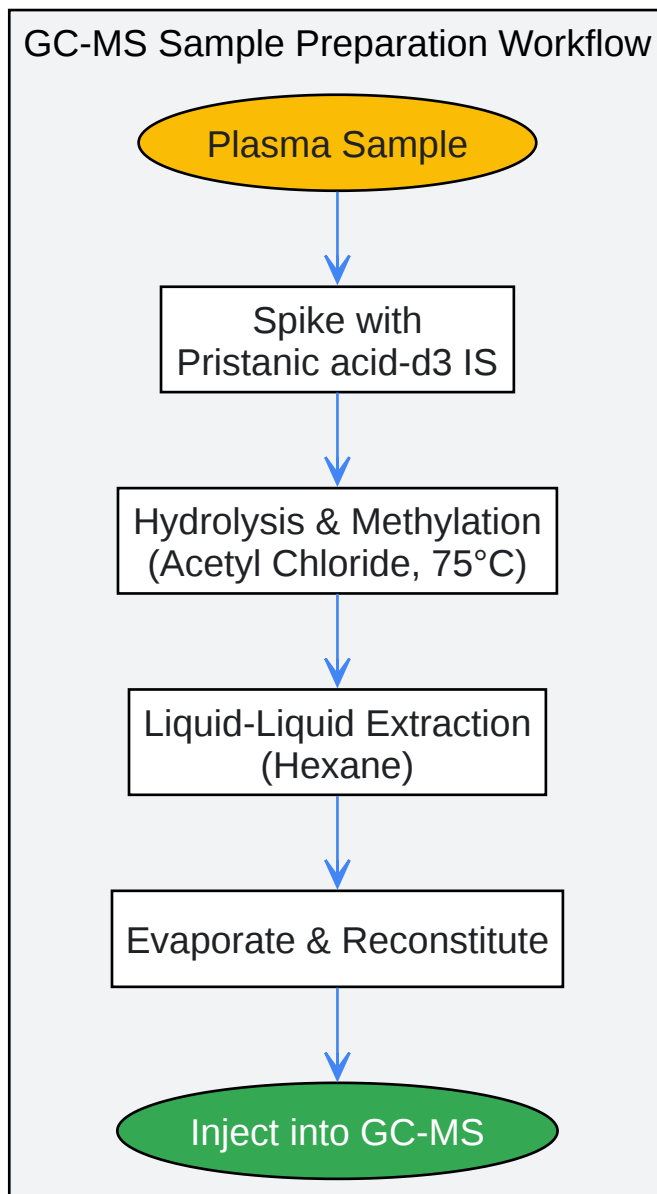 GC-MS Sample Preparation Workflow
Plasma Sample
Spike with
Pristanic acid-d3 IS
Hydrolysis & Methylation
(Acetyl Chloride, 75°C)
Liquid-Liquid Extraction
(Hexane)
Evaporate & Reconstitute
Inject into GC-MS